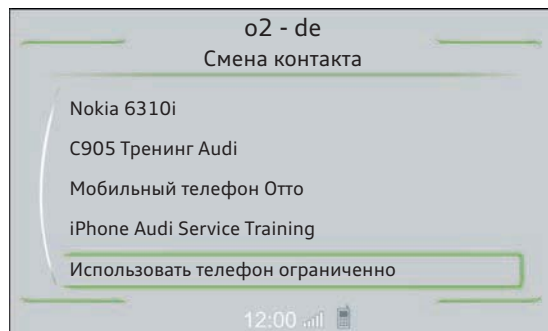 o2 - de
Смена контакта
Nokia 6310i
C905 Тренинг Audi
Мобильный телефон Отто
iPhone Audi Service Training
Использовать телефон ограниченно
12:00